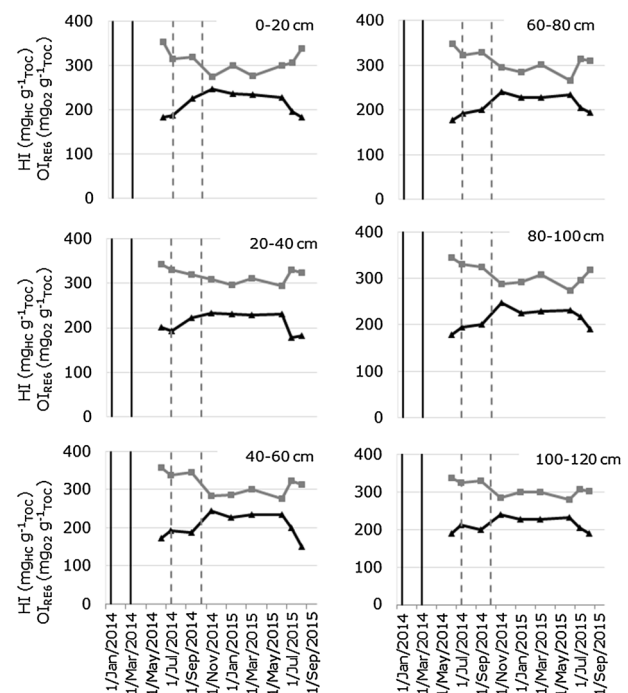 0-20 cm
HI (mgHC g-1TOC)
OIRE6 (mgO2 g-1TOC)
400
300
200
100
0
60-80 cm
400
300
200
100
0
20-40 cm
HI (mgHC g-1TOC)
OIRE6 (mgO2 g-1TOC)
400
300
200
100
0
80-100 cm
400
300
200
100
0
40-60 cm
HI (mgHC g-1TOC)
OIRE6 (mgO2 g-1TOC)
400
300
200
100
0
1/Jan/2014
1/Mar/2014
1/May/2014
1/Jul/2014
1/Sep/2014
1/Nov/2014
1/Jan/2015
1/Mar/2015
1/May/2015
1/Jul/2015
1/Sep/2015
100-120 cm
400
300
200
100
0
1/Jan/2014
1/Mar/2014
1/May/2014
1/Jul/2014
1/Sep/2014
1/Nov/2014
1/Jan/2015
1/Mar/2015
1/May/2015
1/Jul/2015
1/Sep/2015